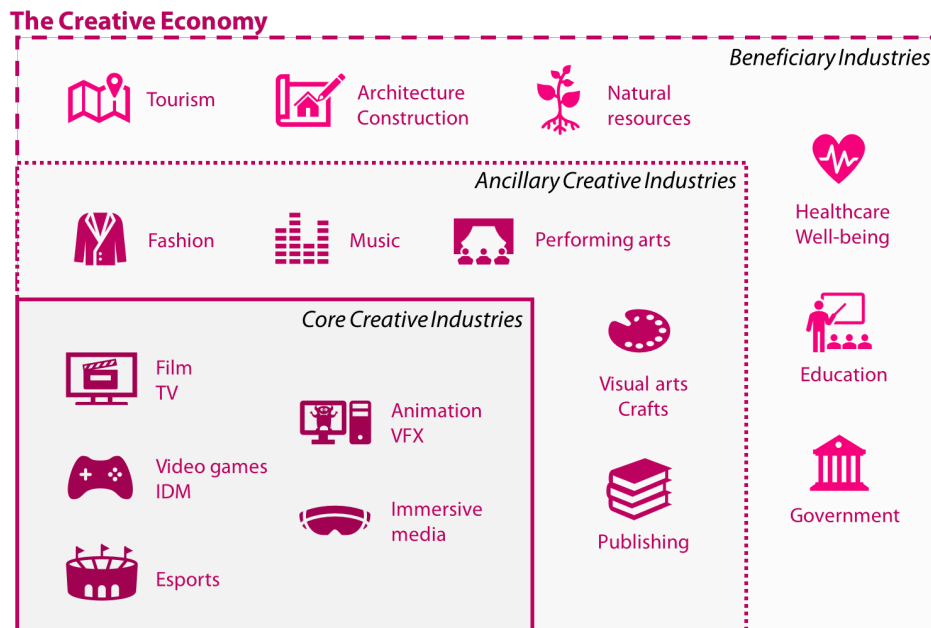 The Creative Economy
Beneficiary Industries
Tourism
Architecture
Construction
Natural
resources
Healthcare
Well-being
Education
Government
Ancillary Creative Industries
Fashion
Music
Performing arts
Visual arts
Crafts
Publishing
Core Creative Industries
Film
TV
Animation
VFX
Video games
IDM
Immersive
media
Esports